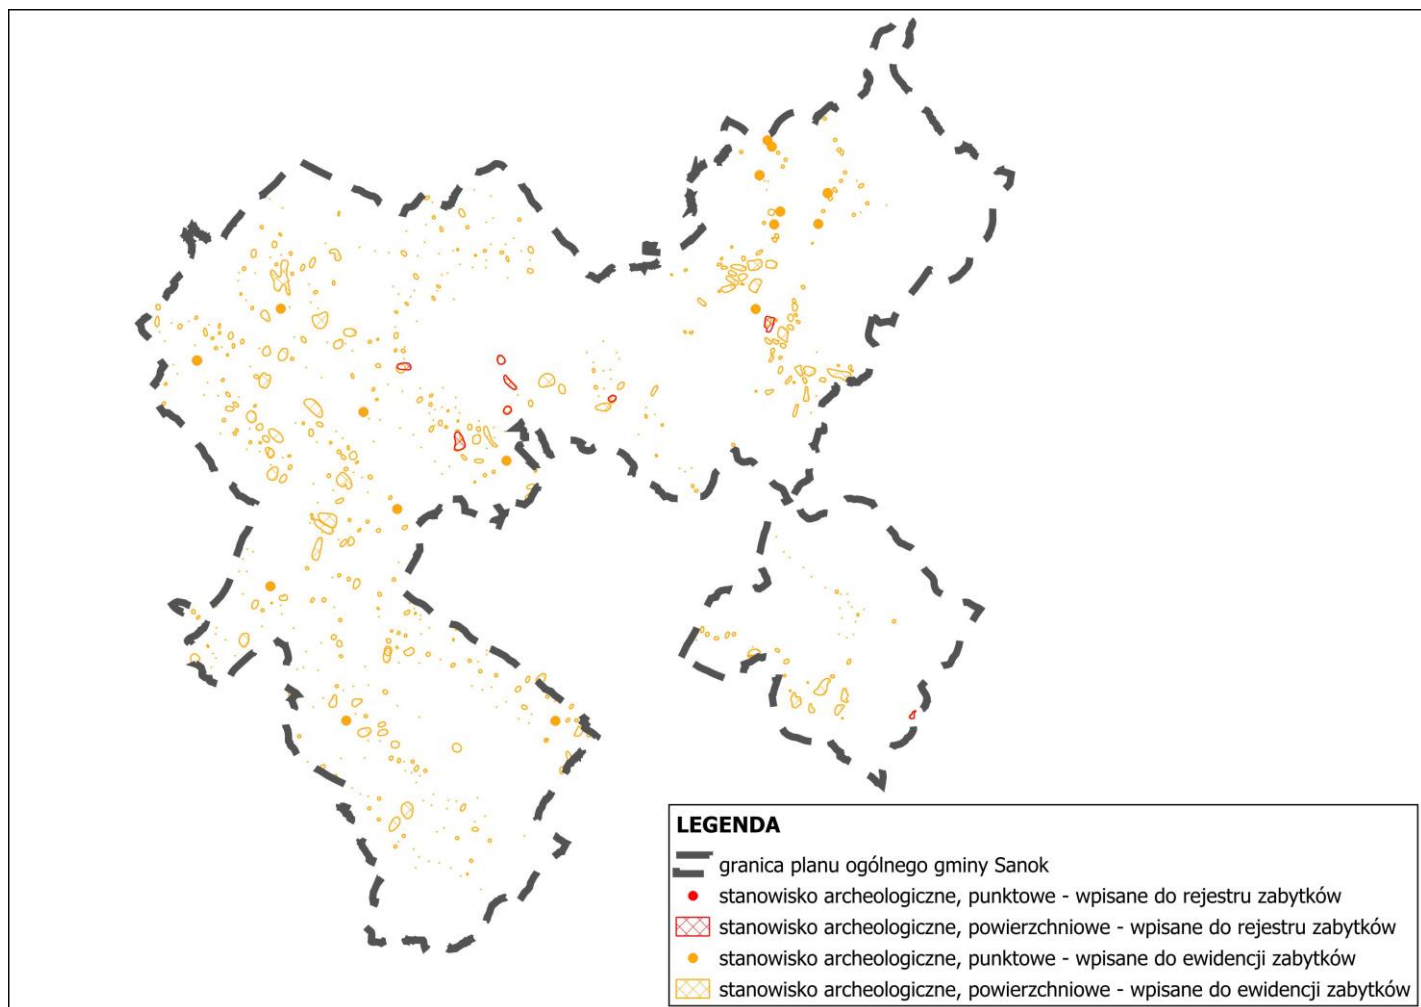 LEGENDA
granica planu ogólnego gminy Sanok
stanowisko archeologiczne, punktowe - wpisane do rejestru zabytków
stanowisko archeologiczne, powierzchniowe - wpisane do rejestru zabytków
stanowisko archeologiczne, punktowe - wpisane do ewidencji zabytków
stanowisko archeologiczne, powierzchniowe - wpisane do ewidencji zabytków